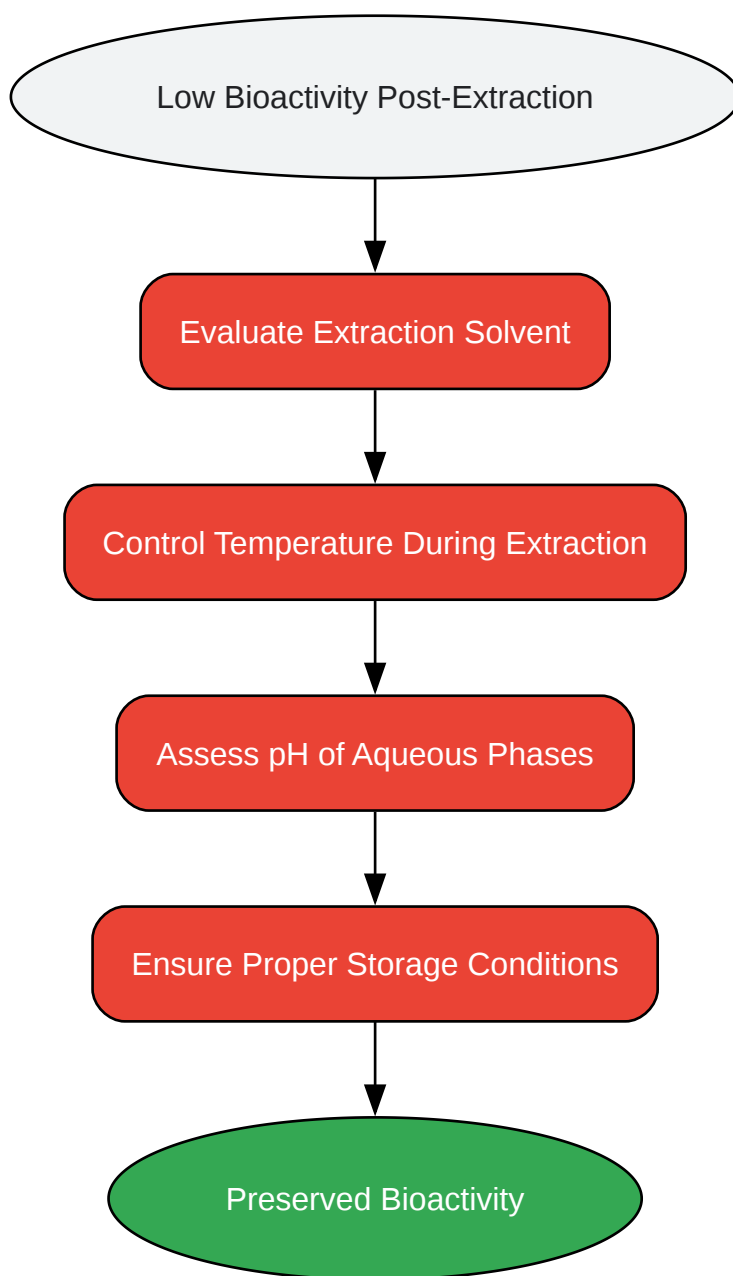 Low Bioactivity Post-Extraction
Evaluate Extraction Solvent
Control Temperature During Extraction
Assess pH of Aqueous Phases
Ensure Proper Storage Conditions
Preserved Bioactivity